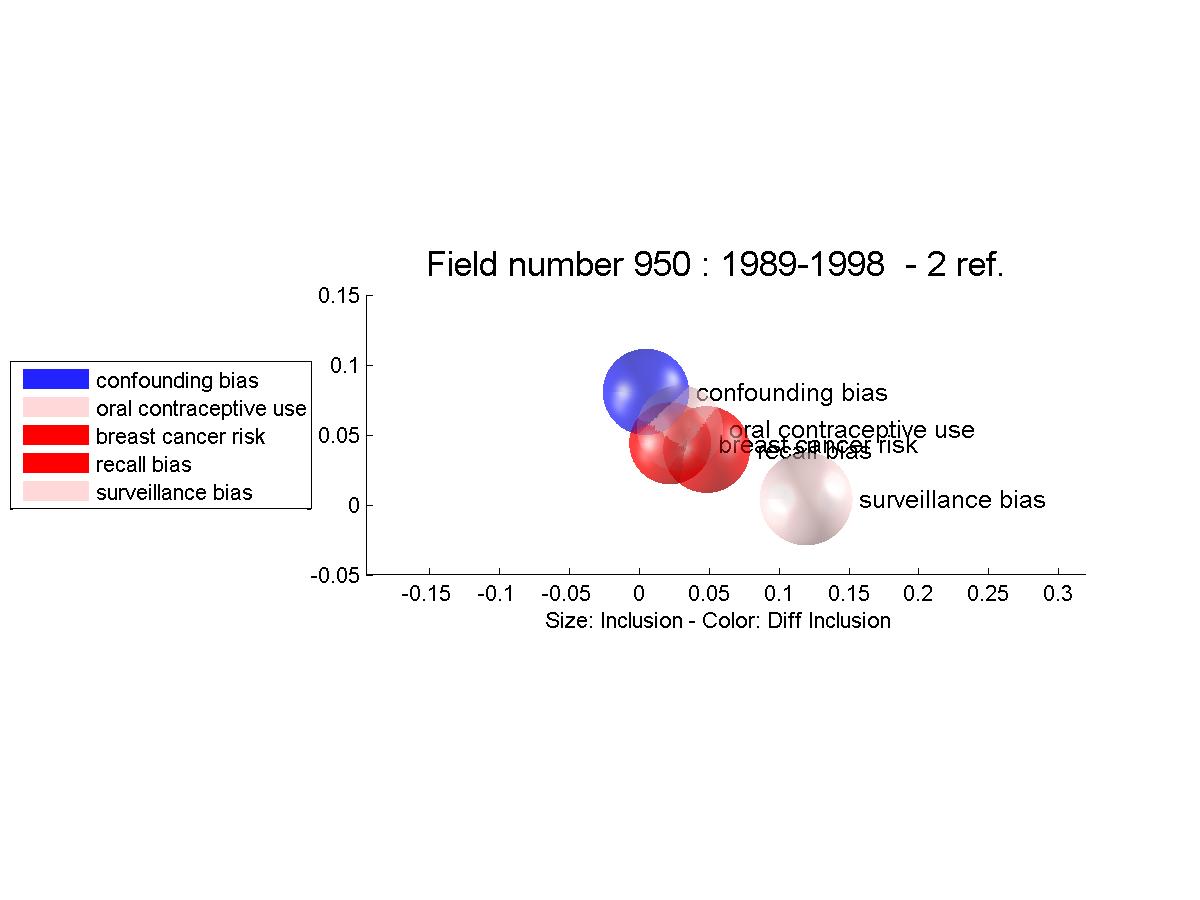 Field number 950 : 1989-1998 - 2 ref.
0.15
0.1
0.05
0
-0.05
confounding bias
oral contraceptive use
breast cancer risk
recall bias
surveillance bias
confounding bias
oral contraceptive use
breast cancer risk
recall bias
surveillance bias
-0.15 -0.1 -0.05 0 0.05 0.1 0.15 0.2 0.25 0.3
Size: Inclusion - Color: Diff Inclusion